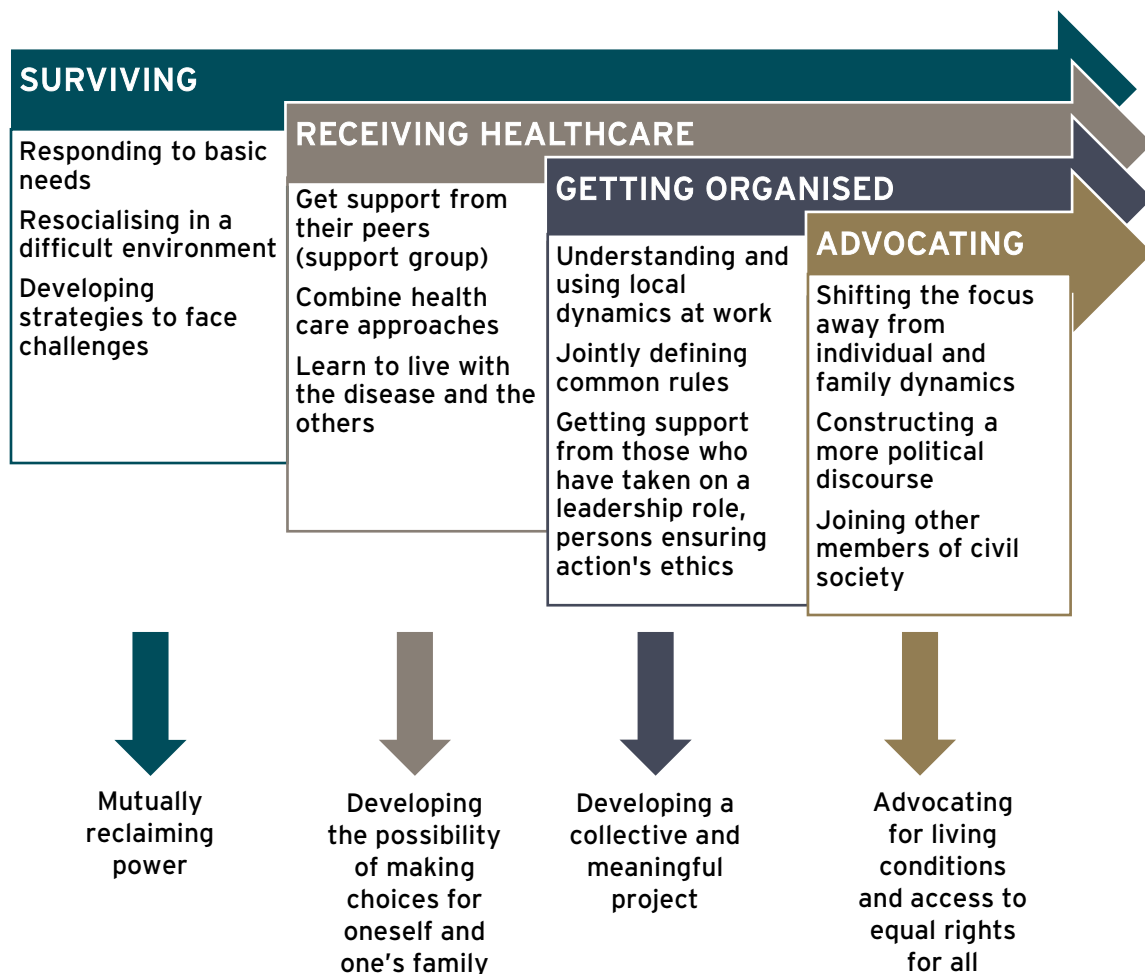 SURVIVING
Responding to basic
needs
Resocialising in a
difficult environment
Developing
strategies to face
challenges
RECEIVING HEALTHCARE
Get support from
their peers
(support group)
Combine health
care approaches
Learn to live with
the disease and the
others
GETTING ORGANISED
Understanding and
using local
dynamics at work
Jointly defining
common rules
Getting support
from those who
have taken on a
leadership role,
persons ensuring
action's ethics
ADVOCATING
Shifting the focus
away from
individual and
family dynamics
Constructing a
more political
discourse
Joining other
members of civil
society
Mutually
reclaiming
power
Developing
the possibility
of making
choices for
oneself and
one’s family
Developing a
collective and
meaningful
project
Advocating
for living
conditions
and access to
equal rights
for all